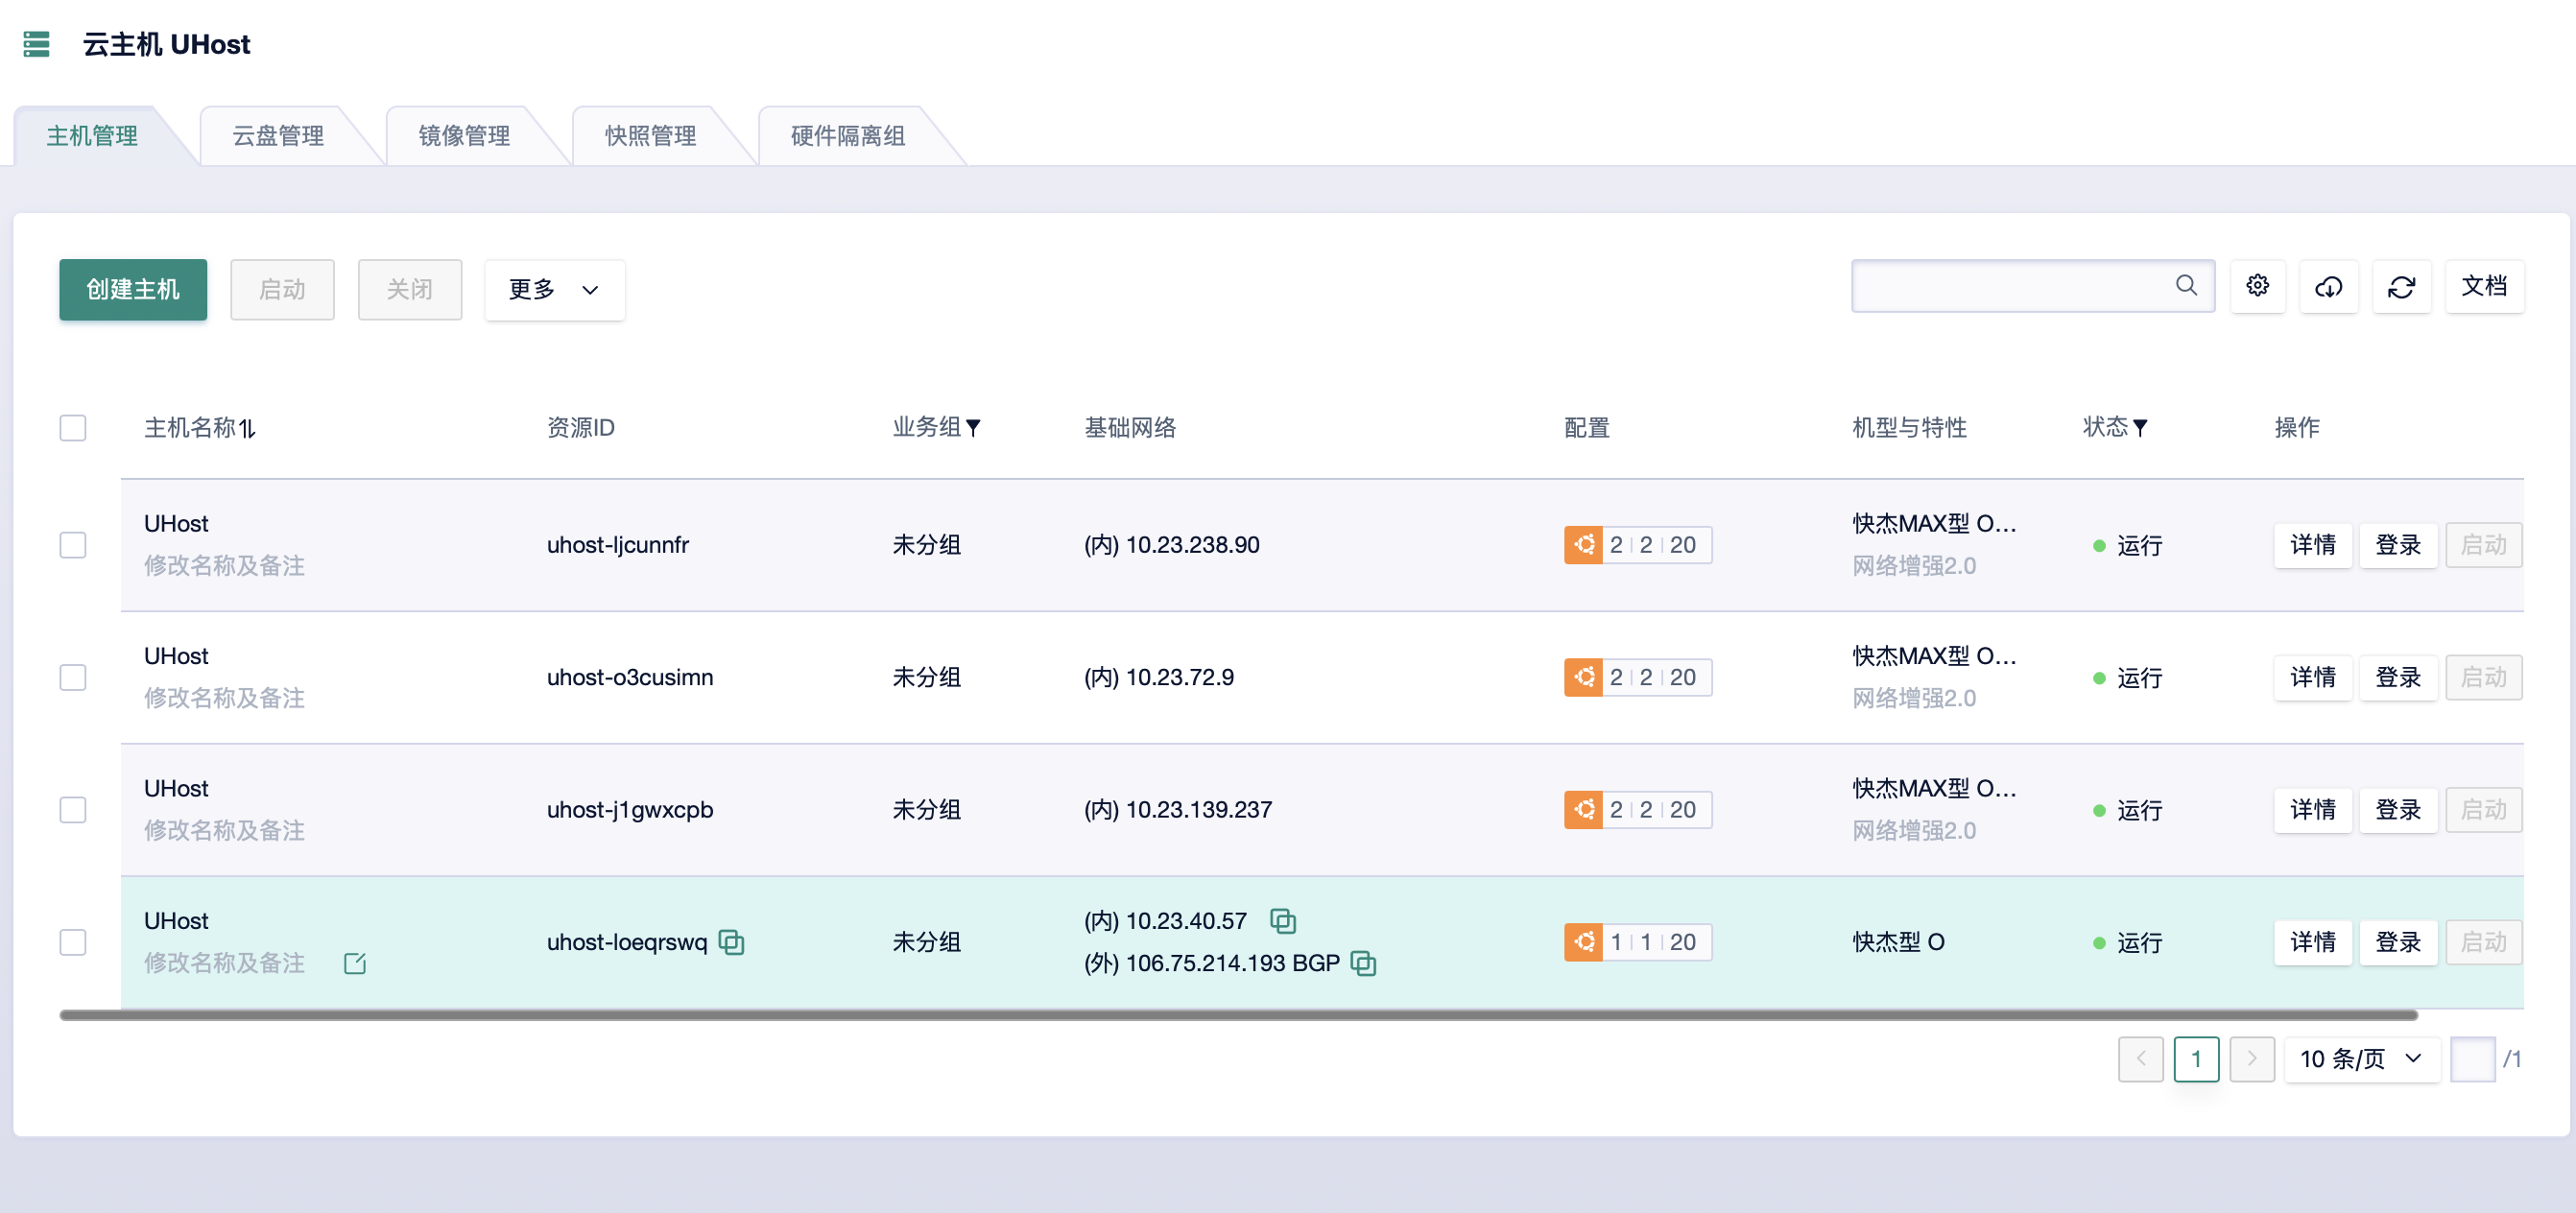 云主机 UHost
主机管理 云盘管理 镜像管理 快照管理 硬件隔离组
创建主机 启动 关闭 更多 文档
主机名称 资源ID 业务组 基础网络 配置 机型与特性 状态 操作
UHost 快杰MAX型 O...
uhost-ljcunnfr 未分组 (内) 10.23.238.90 2 2 20 运行 详情 登录 启动
修改名称及备注 网络增强2.0
UHost 快杰MAX型 O...
uhost-o3cusimn 未分组 (内) 10.23.72.9 2 2 20 运行 详情 登录 启动
修改名称及备注 网络增强2.0
UHost 快杰MAX型 O...
uhost-j1gwxcpb 未分组 (内) 10.23.139.237 2 2 20 运行 详情 登录 启动
修改名称及备注 网络增强2.0
UHost (内) 10.23.40.57
uhost-loeqrswq 未分组 1 1 20 快杰型 O 运行 详情 登录 启动
修改名称及备注 (外) 106.75.214.193 BGP
1 10 条/页 /1